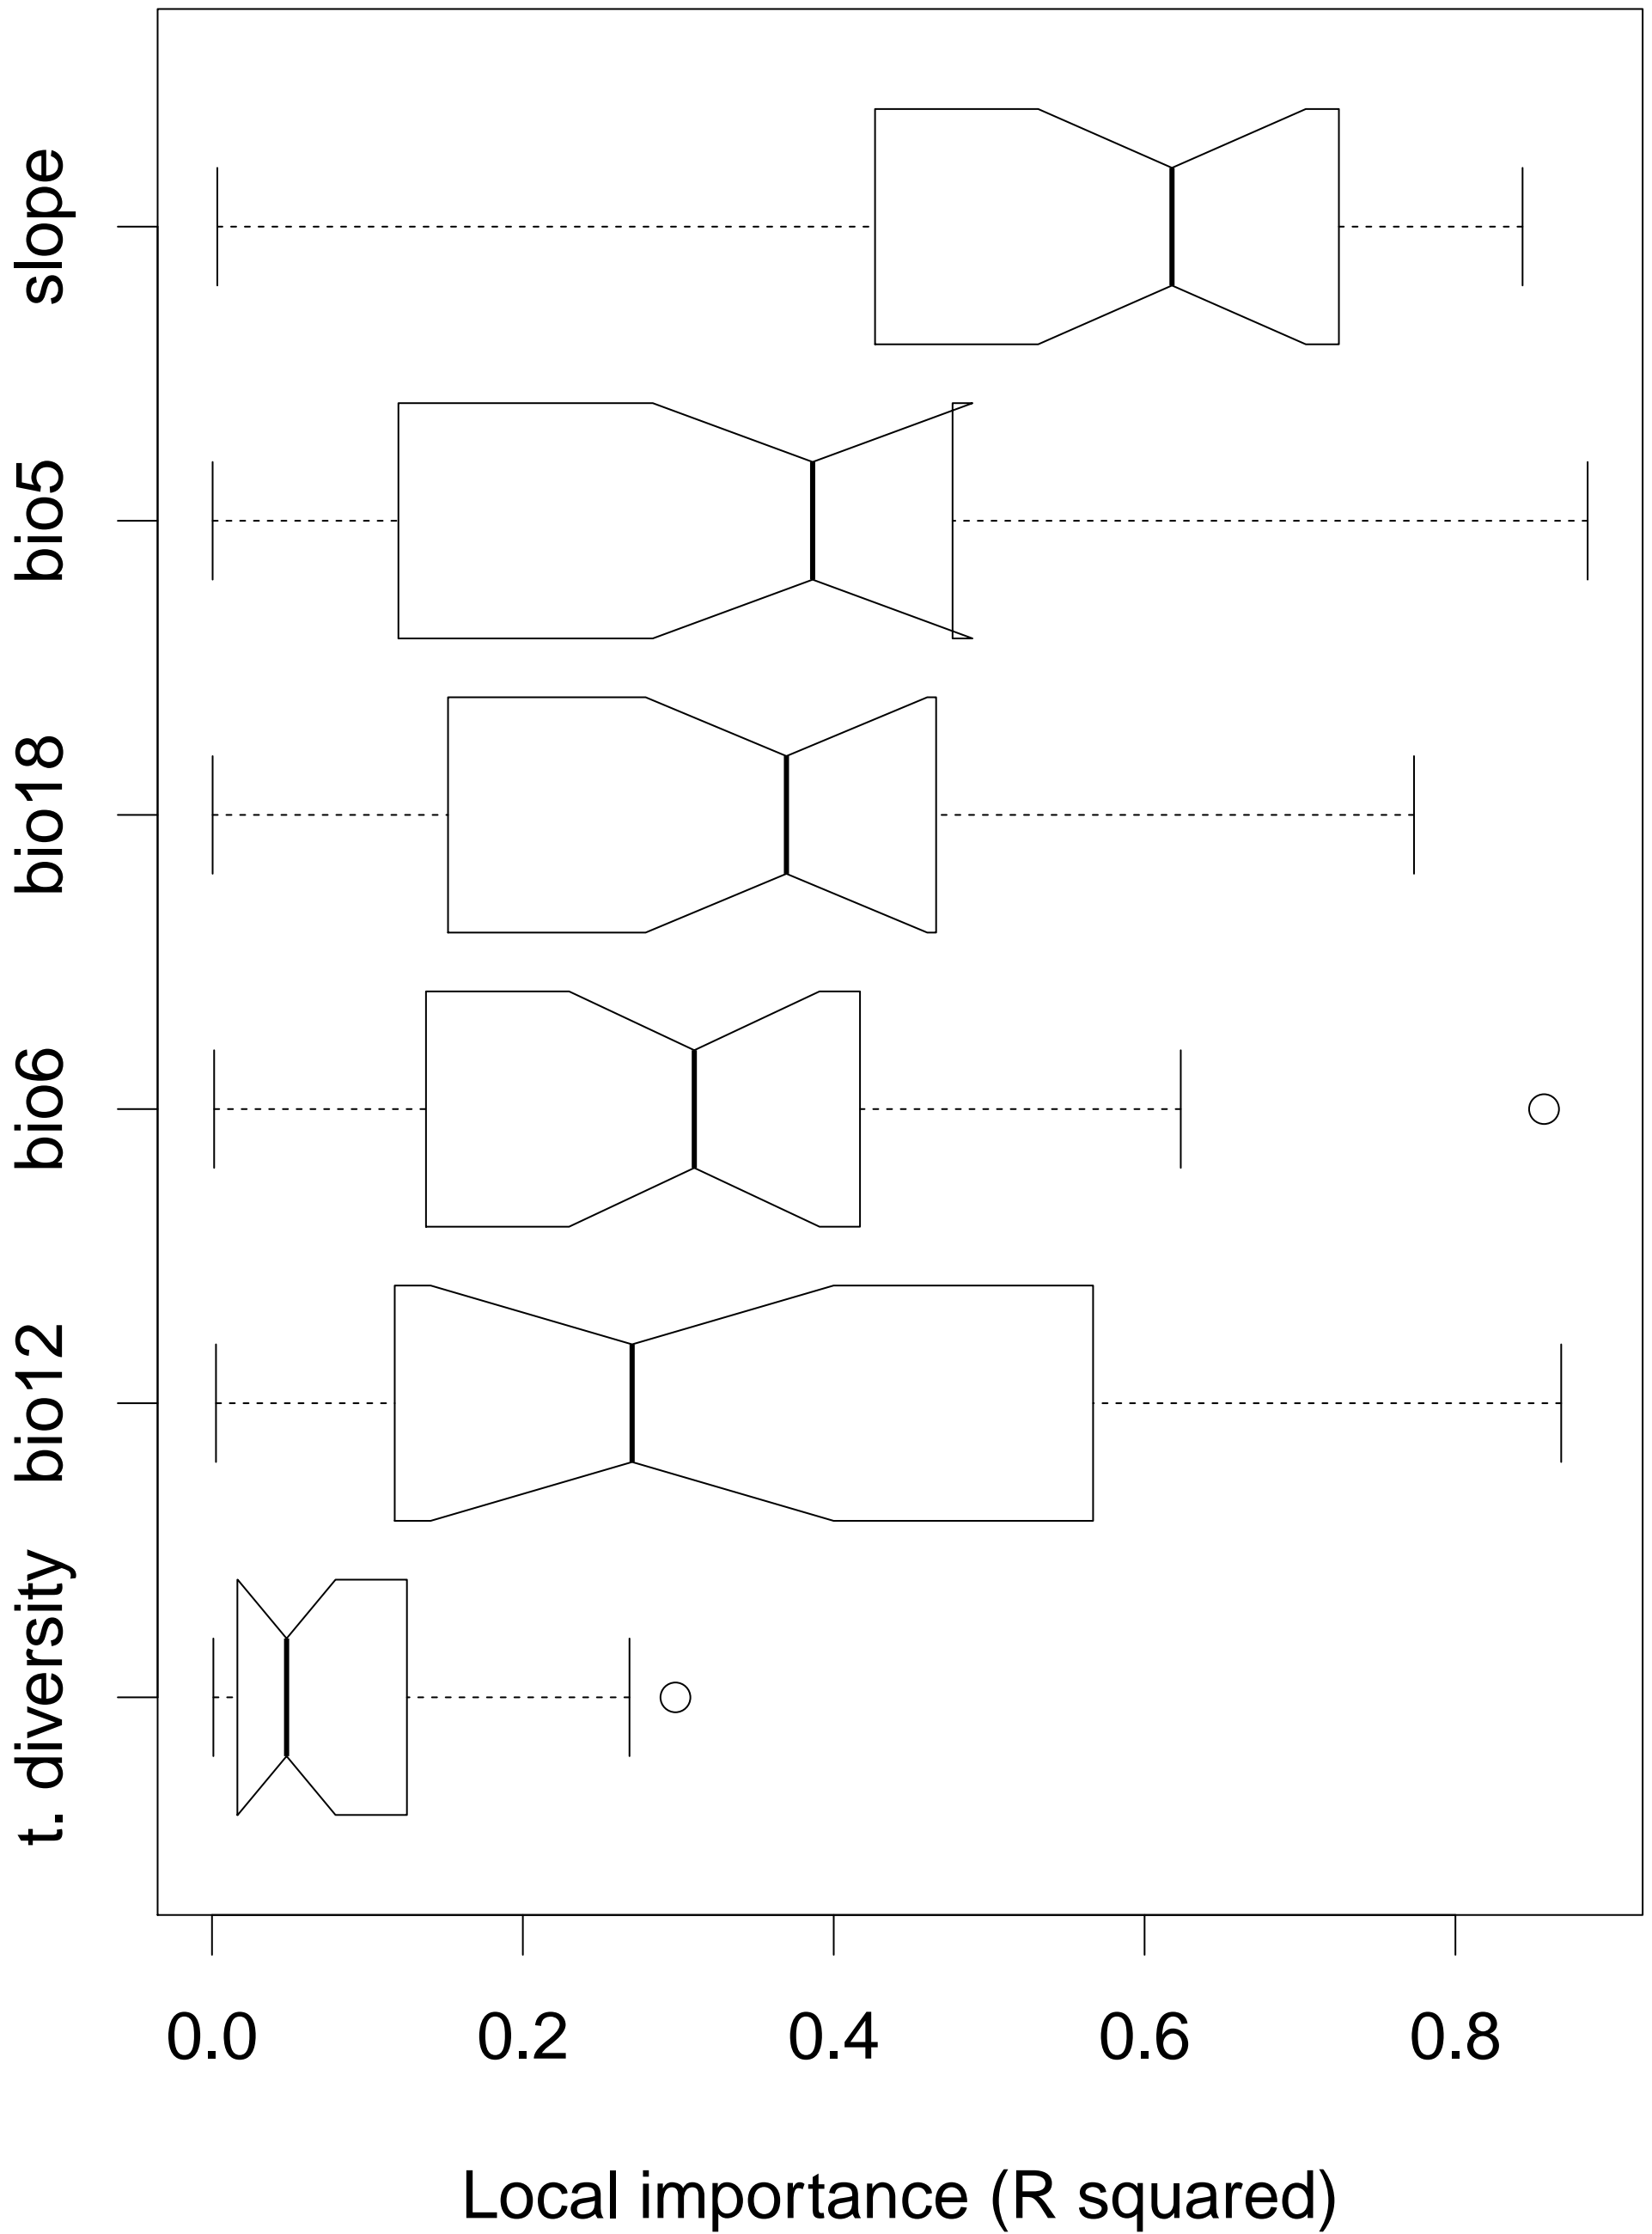 slope
bio5
bio18
bio6
bio12
t. diversity
0.0 0.2 0.4 0.6 0.8
Local importance (R squared)